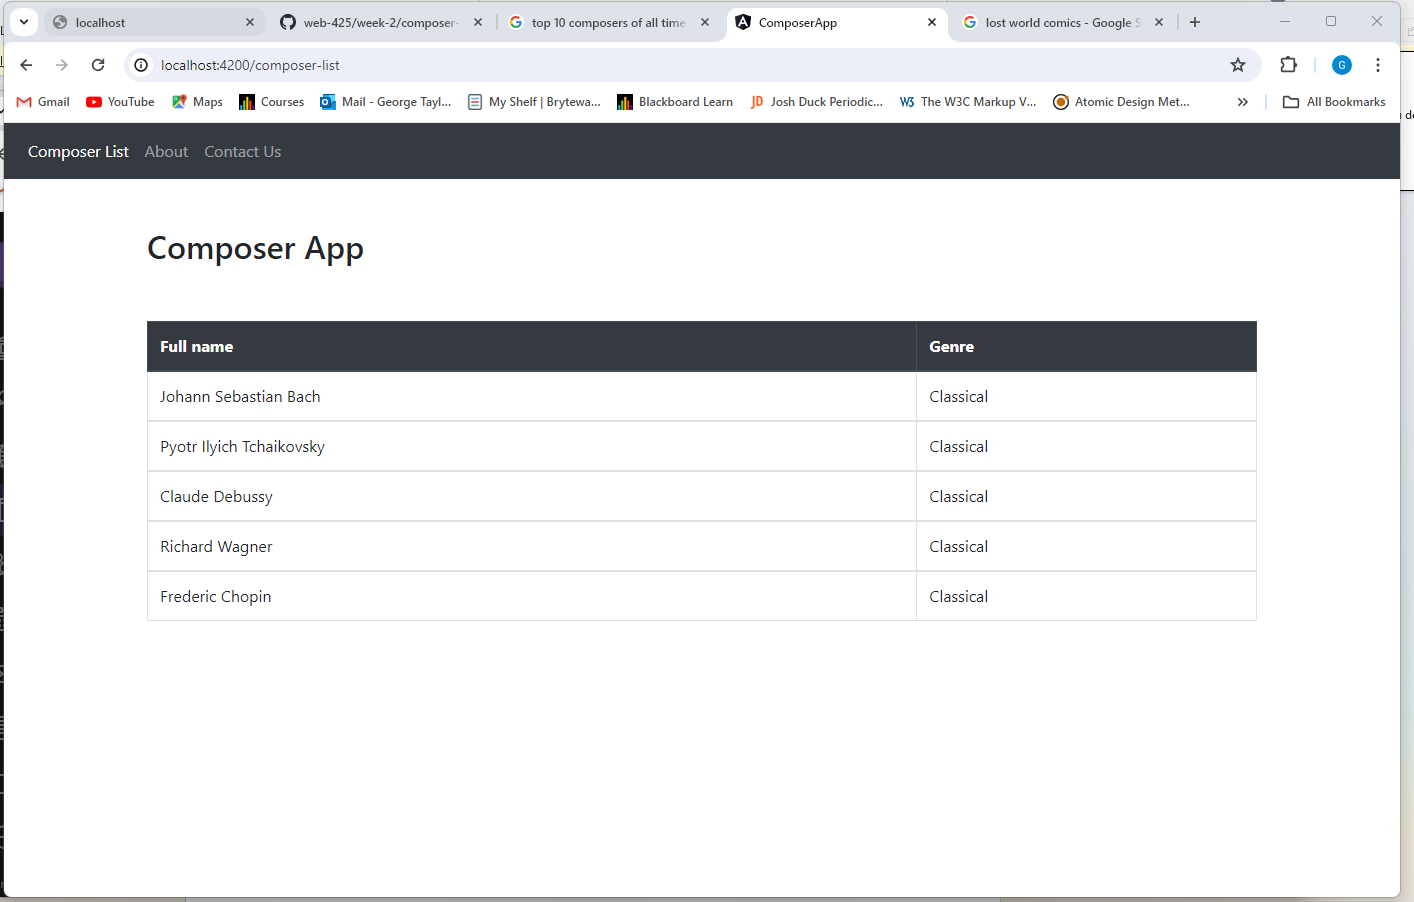 localhost
web-425/week-2/composer-
top 10 composers of all time
ComposerApp
lost world comics - Google S
localhost:4200/composer-list
G
Gmail
YouTube
Maps
Courses
Mail - George Tayl...
My Shelf | Brytewa...
Blackboard Learn
JD Josh Duck Periodic...
W3 The W3C Markup V...
Atomic Design Met...
All Bookmarks
Composer List About Contact Us
Composer App
Full name Genre
Johann Sebastian Bach Classical
Pyotr Ilyich Tchaikovsky Classical
Claude Debussy Classical
Richard Wagner Classical
Frederic Chopin Classical